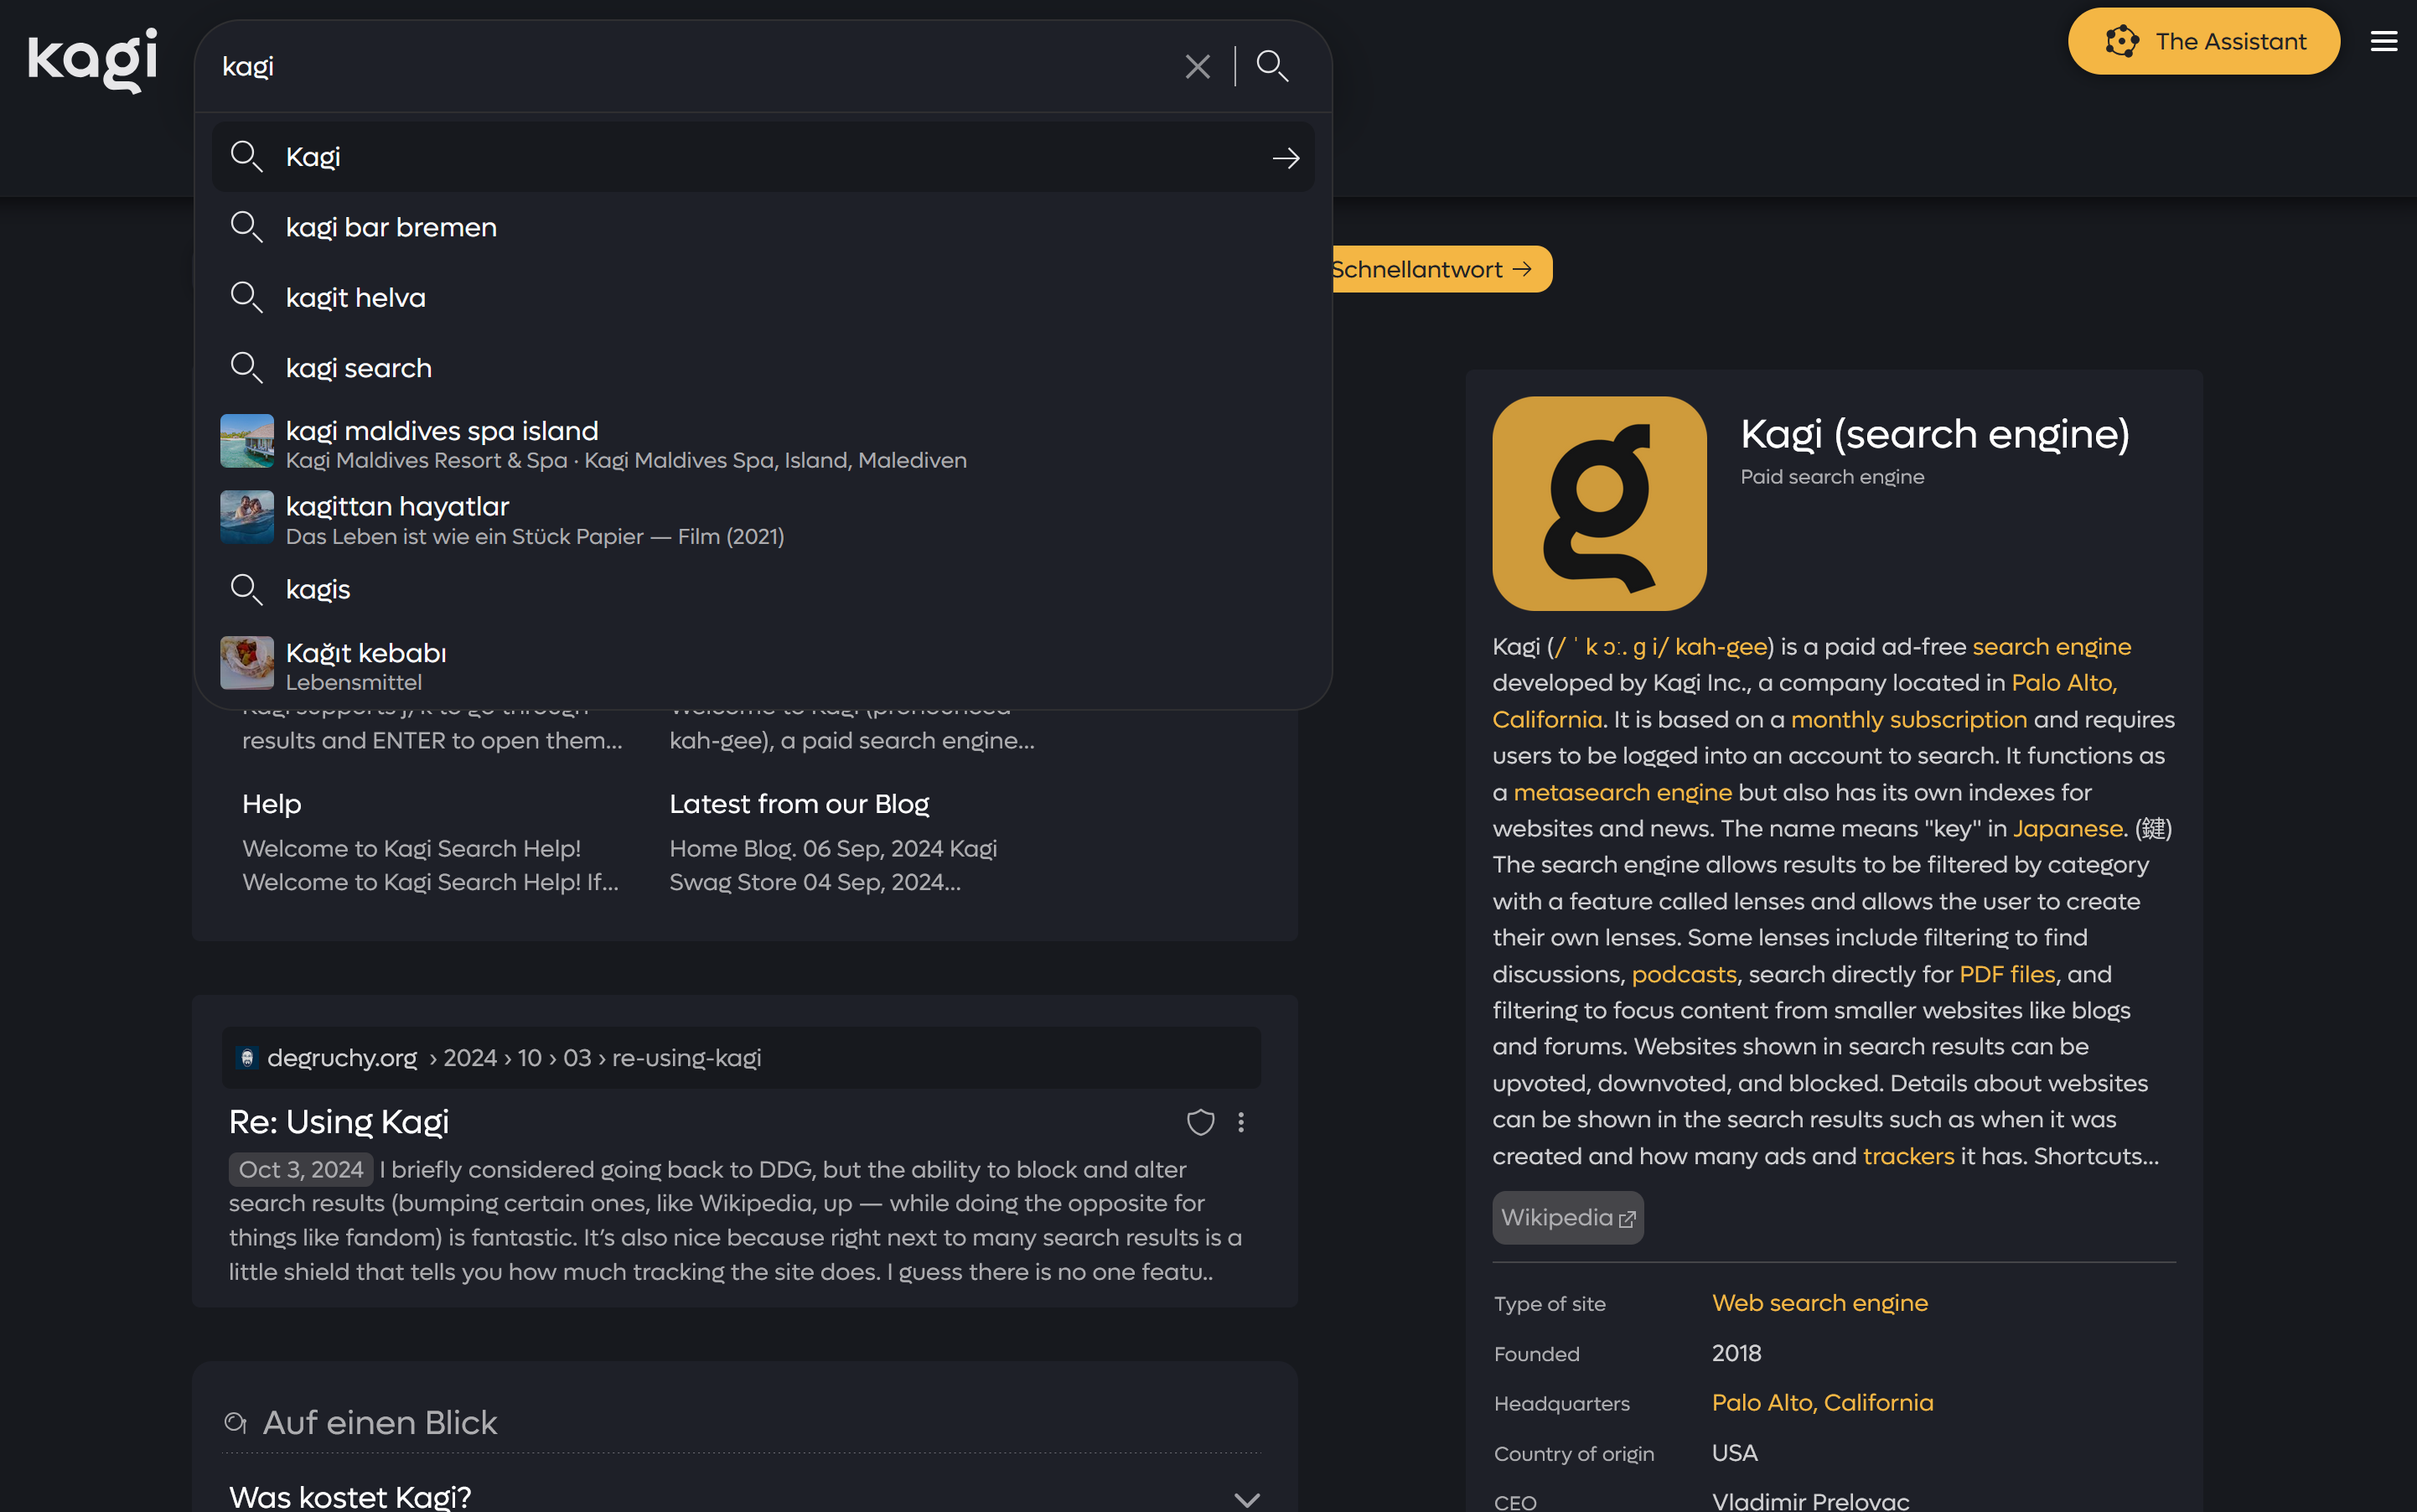 kagi
kagi
The Assistant
Kagi
kagi bar bremen
kagit helva
kagi search
kagi maldives spa island
Kagi Maldives Resort & Spa · Kagi Maldives Spa, Island, Malediven
kagittan hayatlar
Das Leben ist wie ein Stück Papier — Film (2021)
kagis
Kağıt kebabı
Lebensmittel
Schnellantwort
Kagi supports j/k to go through
results and ENTER to open them...
Welcome to Kagi (pronounced
kah-gee), a paid search engine...
Help
Welcome to Kagi Search Help!
Welcome to Kagi Search Help! If...
Latest from our Blog
Home Blog. 06 Sep, 2024 Kagi
Swag Store 04 Sep, 2024...
degruchy.org › 2024 › 10 › 03 › re-using-kagi
Re: Using Kagi
Oct 3, 2024 I briefly considered going back to DDG, but the ability to block and alter
search results (bumping certain ones, like Wikipedia, up — while doing the opposite for
things like fandom) is fantastic. It’s also nice because right next to many search results is a
little shield that tells you how much tracking the site does. I guess there is no one featu..
Auf einen Blick
Was kostet Kagi?
Kagi (search engine)
Paid search engine
Kagi (/ ˈ k ɔː. ɡ i/ kah-gee) is a paid ad-free search engine
developed by Kagi Inc., a company located in Palo Alto,
California. It is based on a monthly subscription and requires
users to be logged into an account to search. It functions as
a metasearch engine but also has its own indexes for
websites and news. The name means "key" in Japanese. (鍵)
The search engine allows results to be filtered by category
with a feature called lenses and allows the user to create
their own lenses. Some lenses include filtering to find
discussions, podcasts, search directly for PDF files, and
filtering to focus content from smaller websites like blogs
and forums. Websites shown in search results can be
upvoted, downvoted, and blocked. Details about websites
can be shown in the search results such as when it was
created and how many ads and trackers it has. Shortcuts...
Wikipedia
Type of site Web search engine
Founded 2018
Headquarters Palo Alto, California
Country of origin USA
CEO Vladimir Prelovac